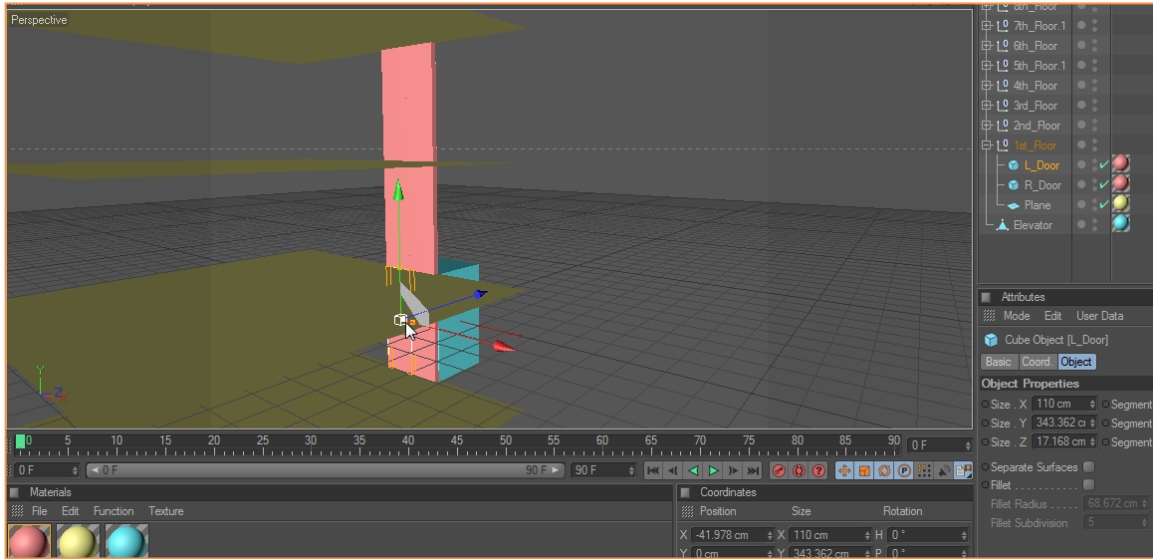 Perspective
8th_Floor
7th_Floor.1
6th_Floor
5th_Floor.1
4th_Floor
3rd_Floor
2nd_Floor
1st_Floor
L_Door
R_Door
Plane
Elevator
Y
Z
Attributes
Mode Edit User Data
Cube Object [L_Door]
Basic Coord. Object
Object Properties
Size . X 110 cm Segment
Size . Y 343.362 c Segment
Size . Z 17.168 cm Segment
Separate Surfaces
Fillet . . . . . . . . . .
Fillet Radius . . . . . 68.672 cm
Fillet Subdivision 5
0 5 10 15 20 25 30 35 40 45 50 55 60 65 70 75 80 85 90 0 F
0 F 0 F 90 F 90 F
Materials
File Edit Function Texture
Coordinates
Position Size Rotation
X -41.978 cm X 110 cm H 0 °
Y 0 cm Y 343.362 cm P 0 °